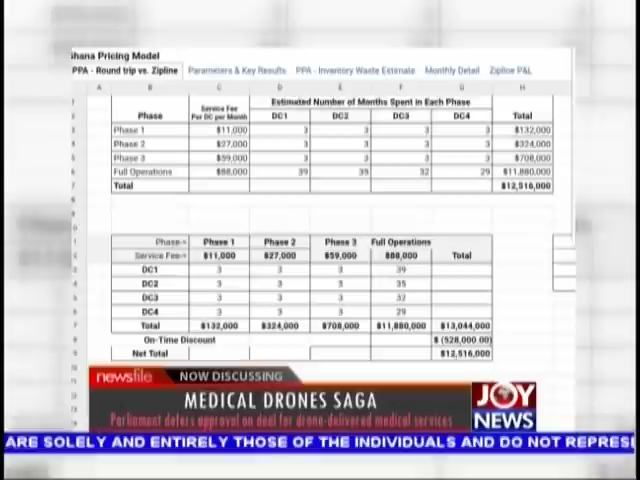 hana Pricing Model
PPA - Round trip vs. Zipline Parameters & Key Results PPA - Inventory Waste Estimate Monthly Detail Zipline P&L
A B C D E F G H
Phase Service Fee Per DC per Month Estimated Number of Months Spent in Each Phase Total
DC1 DC2 DC3 DC4
Phase 1 $11,000 3 3 3 3 $132,000
Phase 2 $27,000 3 3 3 3 $324,000
Phase 3 $59,000 3 3 3 3 $708,000
Full Operations $88,000 39 35 32 29 $11,880,000
Total $12,516,000
Phase-> Phase 1 Phase 2 Phase 3 Full Operations
Service Fee-> $11,000 $27,000 $59,000 $88,000 Total
DC1 3 3 3 39
DC2 3 3 3 35
DC3 3 3 3 32
DC4 3 3 3 29
Total $132,000 $324,000 $708,000 $11,880,000 $13,044,000
On-Time Discount $ (528,000.00)
Net Total $12,516,000
newsfile NOW DISCUSSING
MEDICAL DRONES SAGA
Parliament defers approval on deal for drone-delivered medical services
JOY NEWS
ARE SOLELY AND ENTIRELY THOSE OF THE INDIVIDUALS AND DO NOT REPRESE